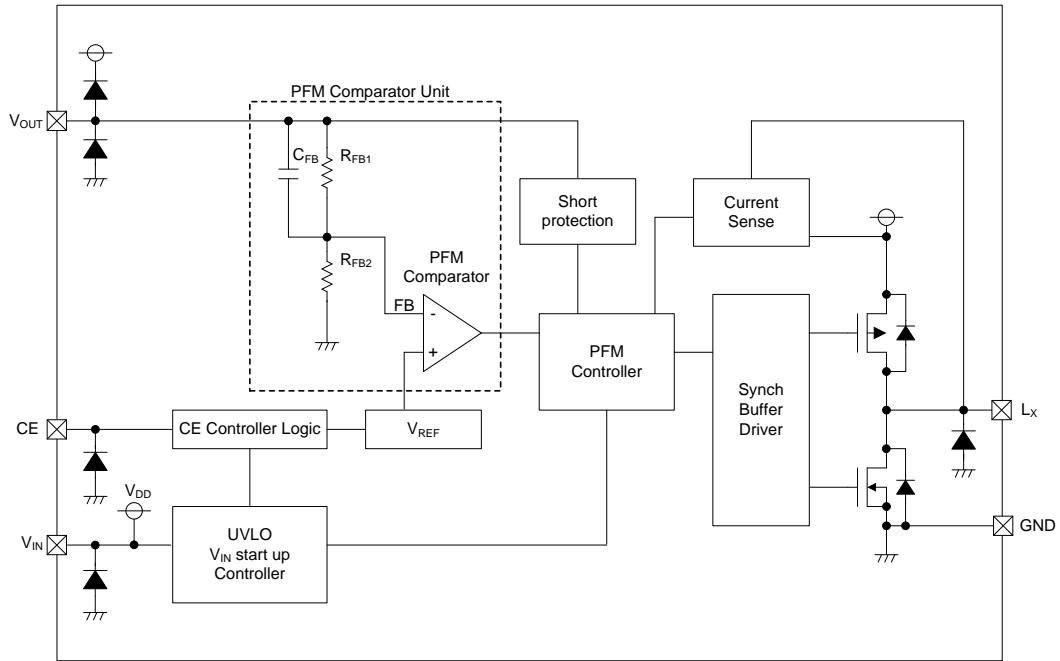 PFM Comparator Unit
VOUT
CFB
RFB1
Short
protection
Current
Sense
RFB2
PFM
Comparator
FB
-
+
PFM
Controller
Synch
Buffer
Driver
LX
CE
CE Controller Logic
VREF
VDD
VIN
UVLO
VIN start up
Controller
GND